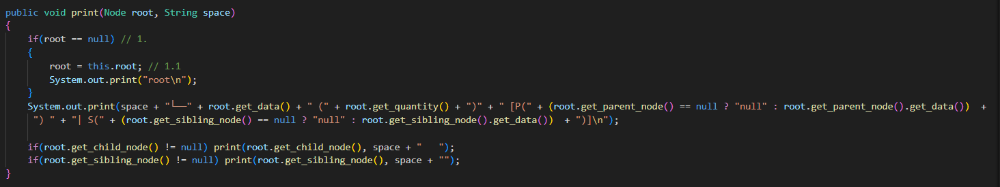 public void print(Node root, String space)
{
    if(root == null) // 1.
    {
        root = this.root; // 1.1
        System.out.print("root\n");
    }
    System.out.print(space + "└──" + root.get_data() + " (" + root.get_quantity() + ")" + " [P(" + (root.get_parent_node() == null ? "null" : root.get_parent_node().get_data())  +
     ") " + "| S(" + (root.get_sibling_node() == null ? "null" : root.get_sibling_node().get_data())  + ")]\n");

    if(root.get_child_node() != null) print(root.get_child_node(), space + "   ");
    if(root.get_sibling_node() != null) print(root.get_sibling_node(), space + "");
}